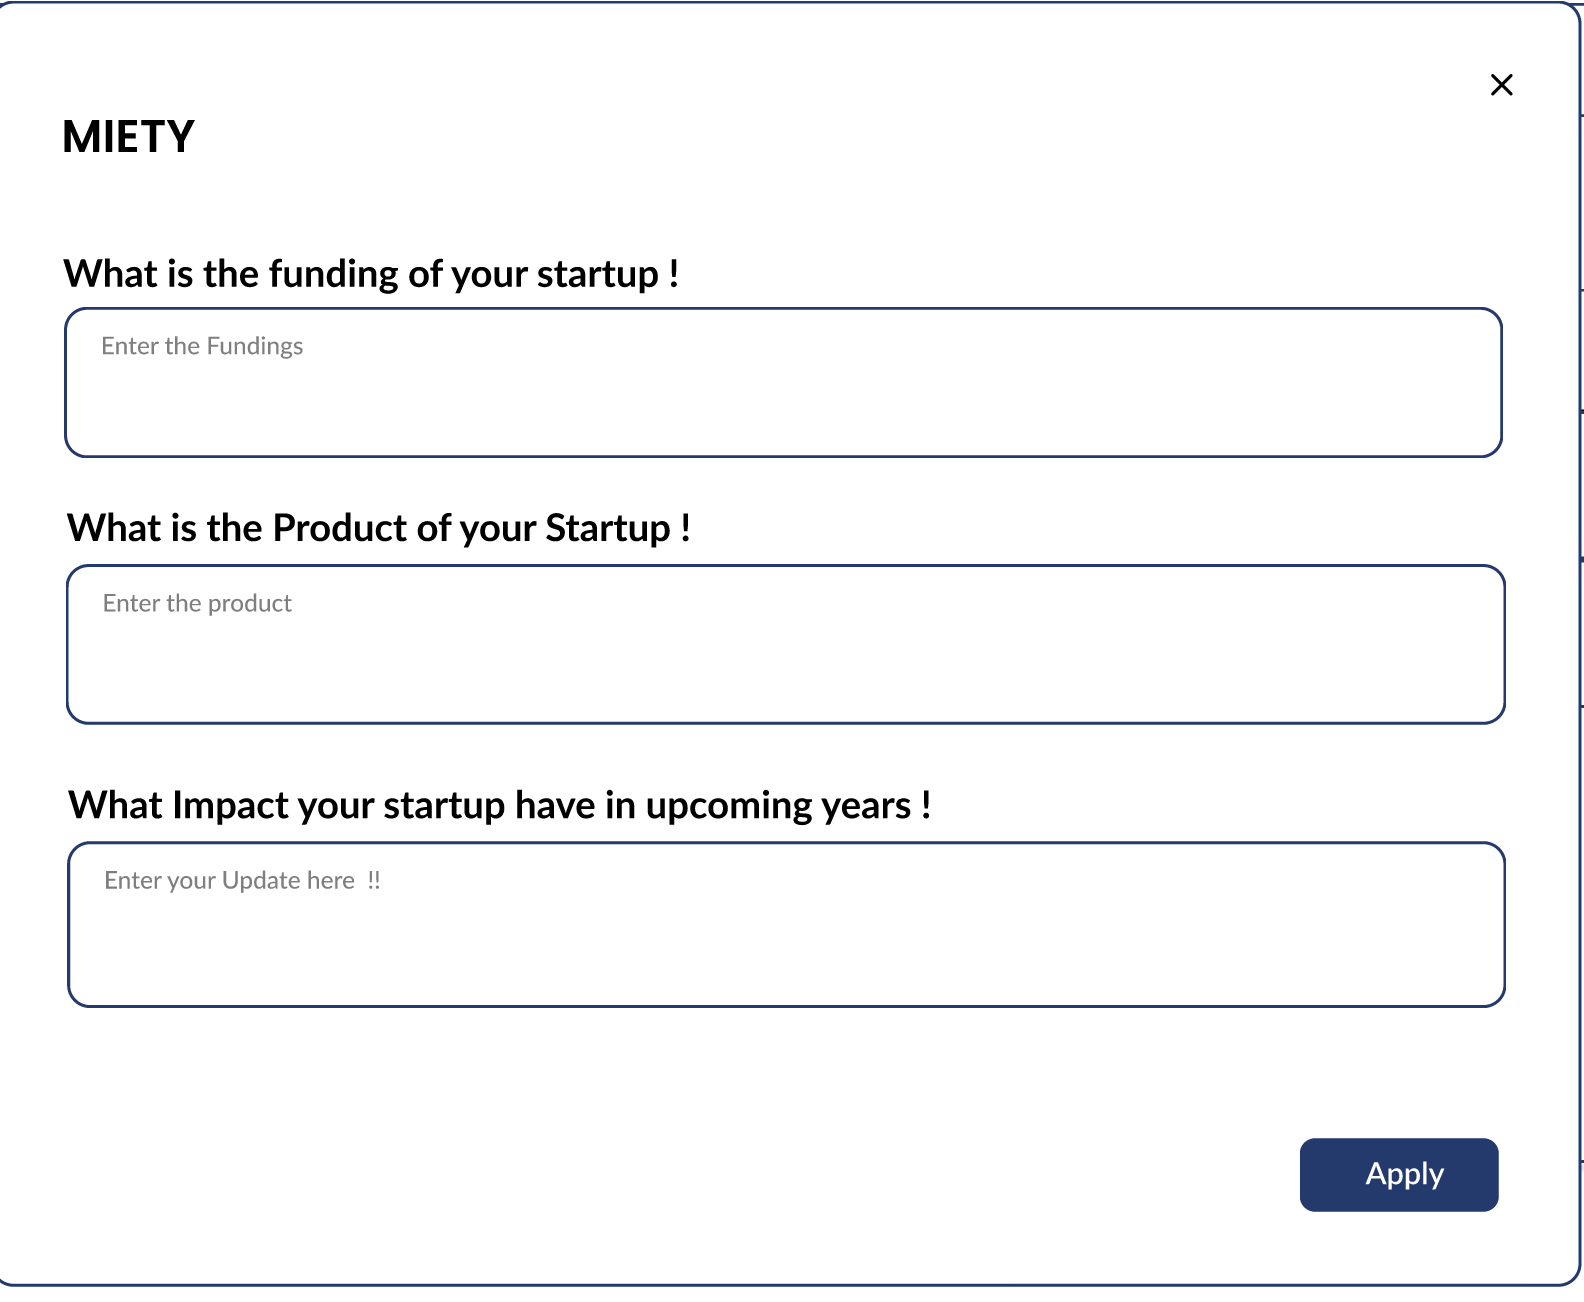 MIETY
What is the funding of your startup !
Enter the Fundings
What is the Product of your Startup !
Enter the product
What Impact your startup have in upcoming years !
Enter your Update here  !!
Apply